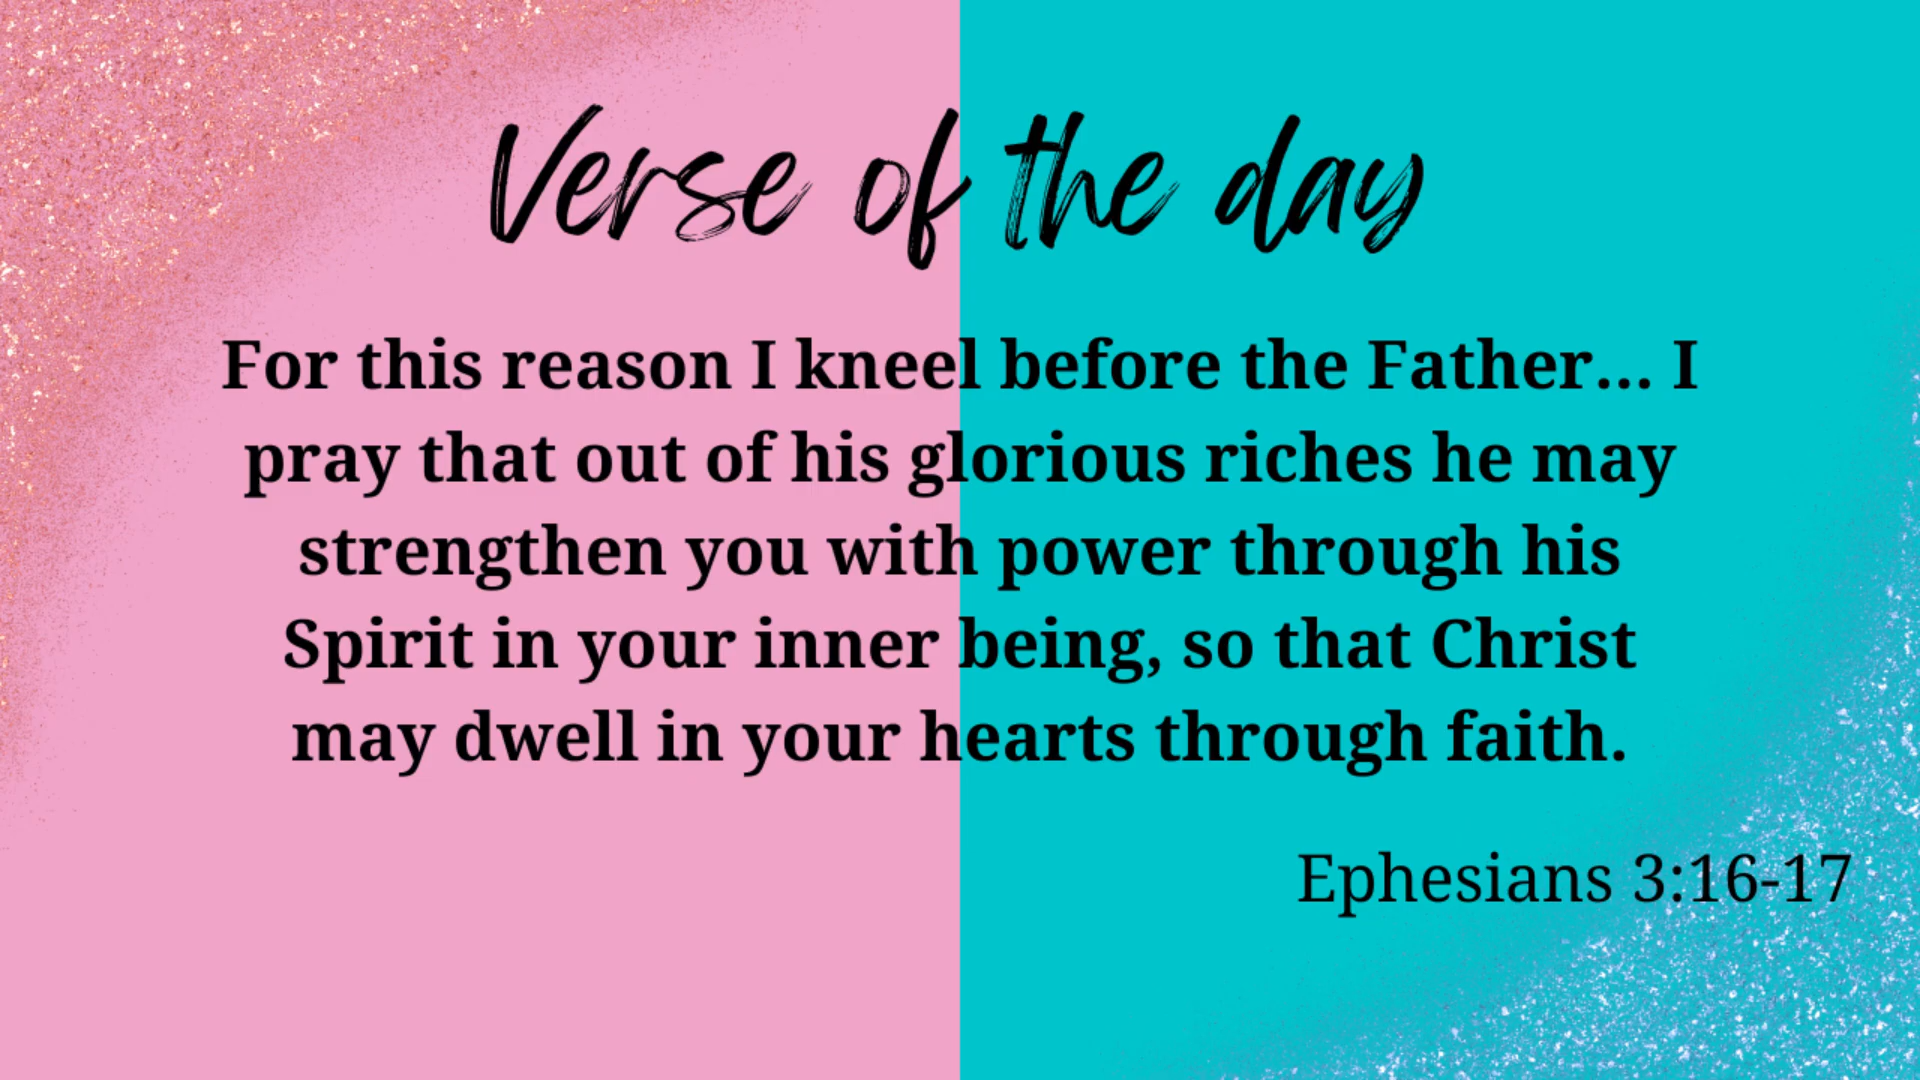 Verse of the day
For this reason I kneel before the Father... I
pray that out of his glorious riches he may
strengthen you with power through his
Spirit in your inner being, so that Christ
may dwell in your hearts through faith.
Ephesians 3:16-17